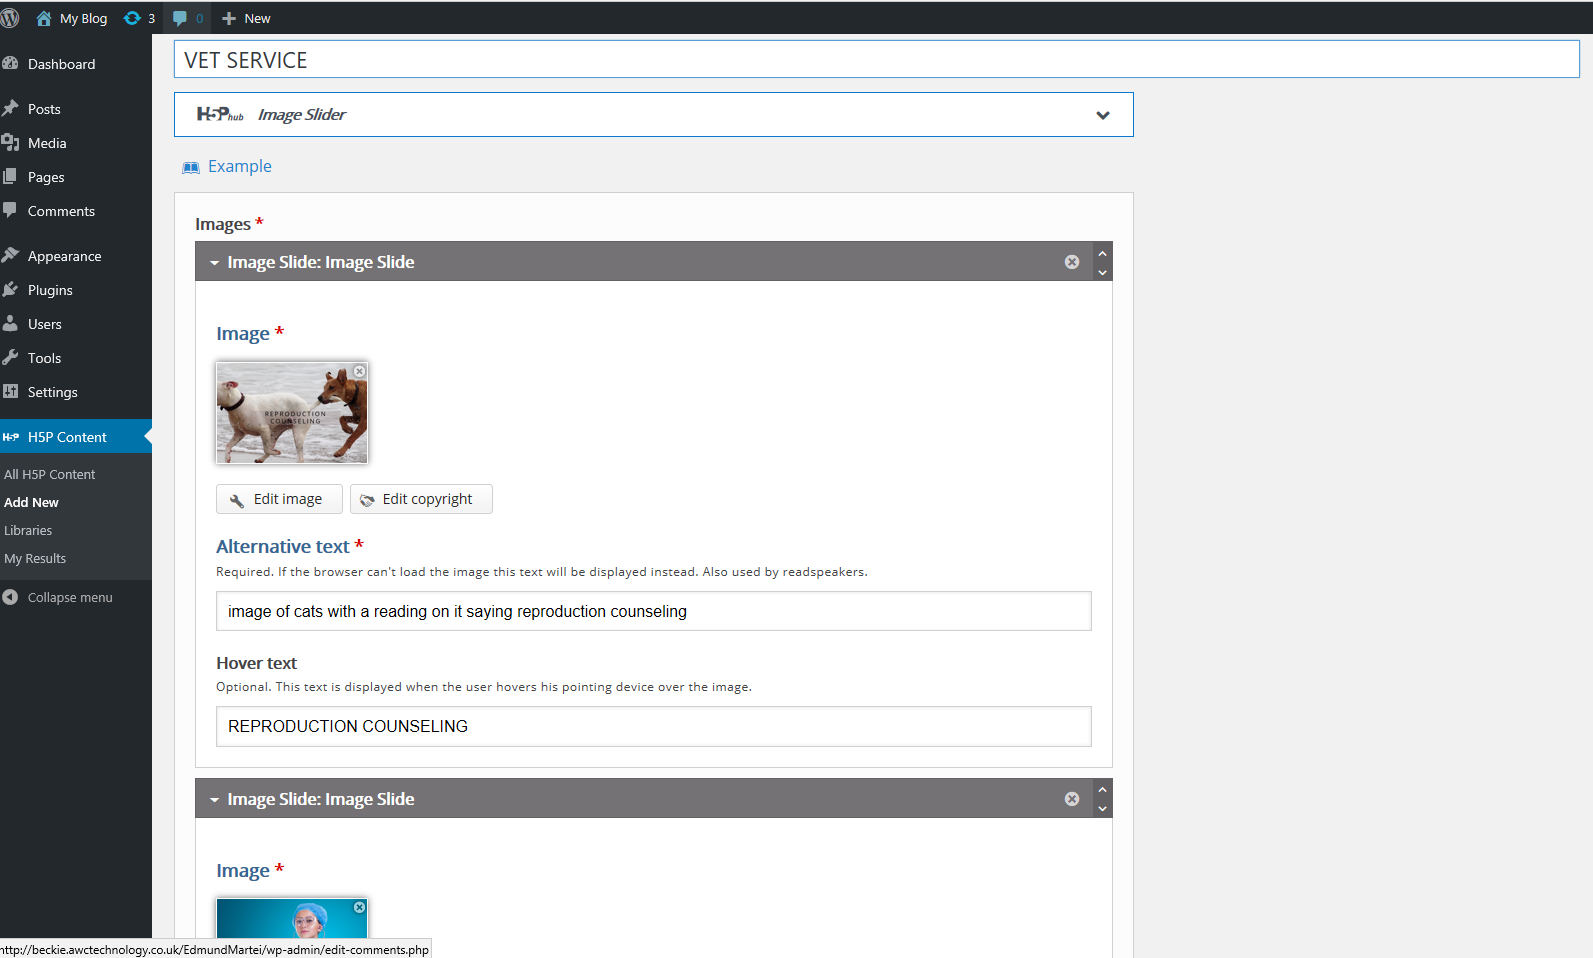 My Blog 3 0 New
Dashboard
Posts
Media
Pages
Comments
Appearance
Plugins
Users
Tools
Settings
H5P H5P Content
All H5P Content
Add New
Libraries
My Results
Collapse menu
VET SERVICE
H5P hub Image Slider
Example
Images *
Image Slide: Image Slide
Image *
REPRODUCTION
COUNSELING
Edit image Edit copyright
Alternative text *
Required. If the browser can't load the image this text will be displayed instead. Also used by readspeakers.
image of cats with a reading on it saying reproduction counseling
Hover text
Optional. This text is displayed when the user hovers his pointing device over the image.
REPRODUCTION COUNSELING
Image Slide: Image Slide
Image *
http://beckie.awctechnology.co.uk/EdmundMartei/wp-admin/edit-comments.php